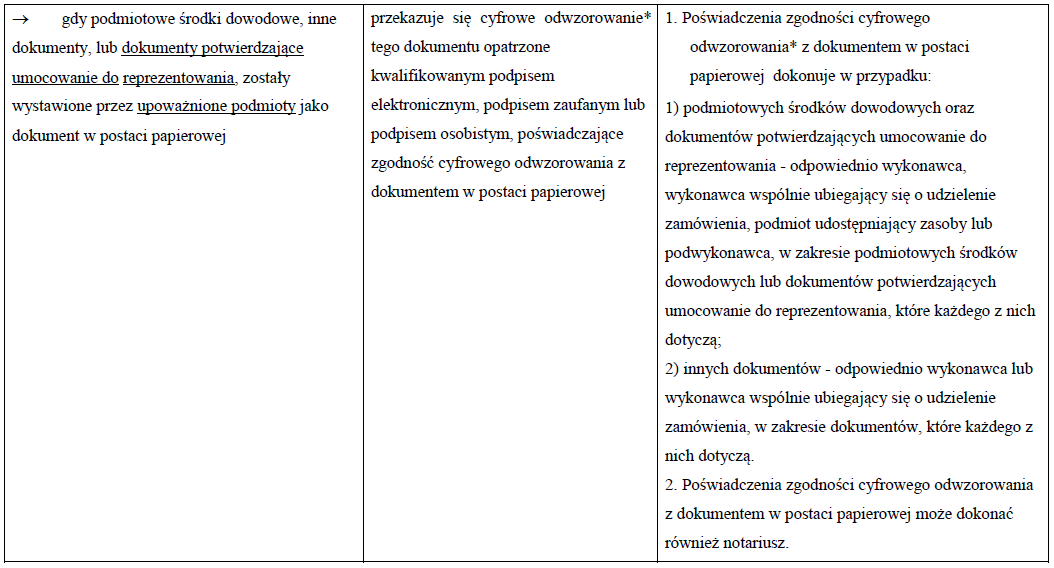 → gdy podmiotowe środki dowodowe, inne
dokumenty, lub dokumenty potwierdzające
umocowanie do reprezentowania, zostały
wystawione przez upoważnione podmioty jako
dokument w postaci papierowej
przekazuje się cyfrowe odwzorowanie*
tego dokumentu opatrzone
kwalifikowanym podpisem
elektronicznym, podpisem zaufanym lub
podpisem osobistym, poświadczające
zgodność cyfrowego odwzorowania z
dokumentem w postaci papierowej
1. Poświadczenia zgodności cyfrowego
odwzorowania* z dokumentem w postaci
papierowej dokonuje w przypadku:
1) podmiotowych środków dowodowych oraz
dokumentów potwierdzających umocowanie do
reprezentowania - odpowiednio wykonawca,
wykonawca wspólnie ubiegający się o udzielenie
zamówienia, podmiot udostępniający zasoby lub
podwykonawca, w zakresie podmiotowych środków
dowodowych lub dokumentów potwierdzających
umocowanie do reprezentowania, które każdego z nich
dotyczą;
2) innych dokumentów - odpowiednio wykonawca lub
wykonawca wspólnie ubiegający się o udzielenie
zamówienia, w zakresie dokumentów, które każdego z
nich dotyczą.
2. Poświadczenia zgodności cyfrowego odwzorowania
z dokumentem w postaci papierowej może dokonać
również notariusz.